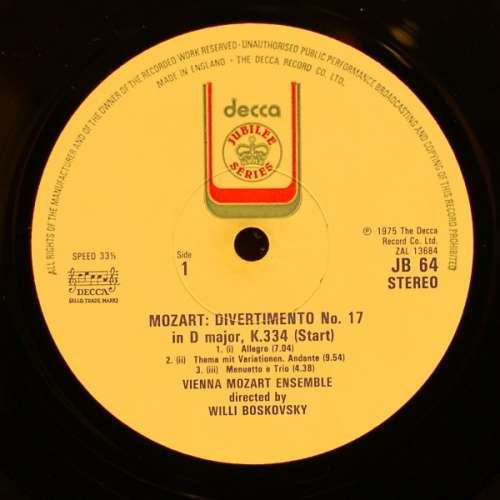 ALL RIGHTS OF THE MANUFACTURER AND OF THE OWNER OF THE RECORDED WORK RESERVED · UNAUTHORISED PUBLIC PERFORMANCE BROADCASTING AND COPYING OF THIS RECORD PROHIBITED
MADE IN ENGLAND · THE DECCA RECORD CO. LTD.
decca
JUBILEE
SERIES
SPEED 33⅓
Side
1
℗ 1975 The Decca
Record Co. Ltd.
ZAL 13684
JB 64
STEREO
DECCA
REGD. TRADE MARKS
MOZART: DIVERTIMENTO No. 17
in D major, K.334 (Start)
1. (i) Allegro (7.04)
2. (ii) Thema mit Variationen. Andante (9.54)
3. (iii) Menuetto e Trio (4.38)
VIENNA MOZART ENSEMBLE
directed by
WILLI BOSKOVSKY